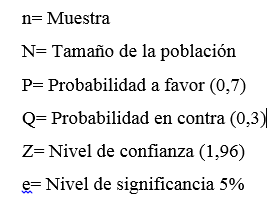 n= Muestra
N= Tamaño de la población
P= Probabilidad a favor (0,7)
Q= Probabilidad en contra (0,3)
Z= Nivel de confianza (1,96)
e= Nivel de significancia 5%